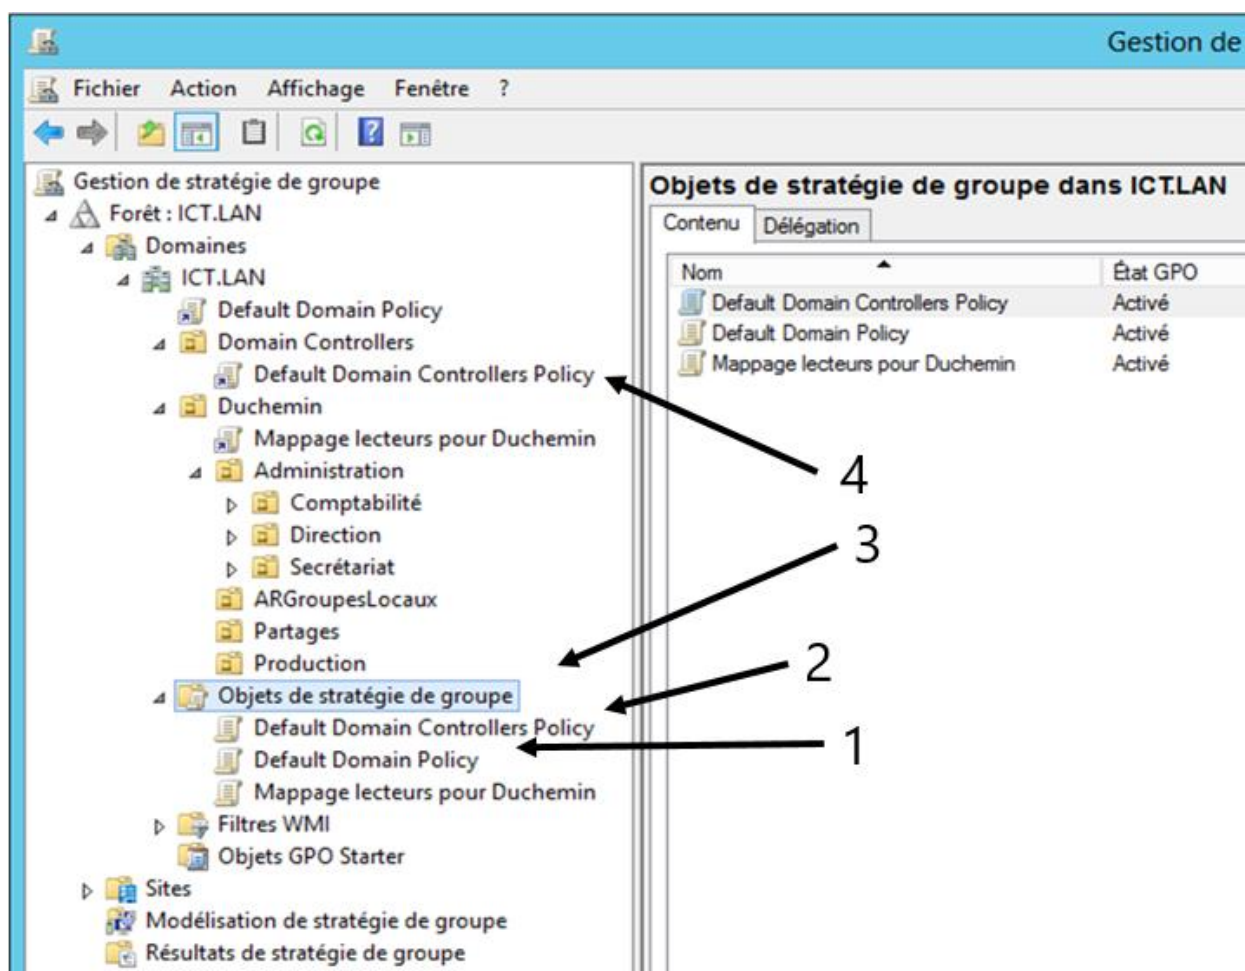 Gestion de
Fichier Action Affichage Fenêtre ?
Gestion de stratégie de groupe
Forêt : ICT.LAN
Domaines
ICT.LAN
Default Domain Policy
Domain Controllers
Default Domain Controllers Policy
Duchemin
Mappage lecteurs pour Duchemin
Administration
Comptabilité
Direction
Secrétariat
ARGroupesLocaux
Partages
Production
Objets de stratégie de groupe
Default Domain Controllers Policy
Default Domain Policy
Mappage lecteurs pour Duchemin
Filtres WMI
Objets GPO Starter
Sites
Modélisation de stratégie de groupe
Résultats de stratégie de groupe
Objets de stratégie de groupe dans ICT.LAN
Contenu Délégation
Nom État GPO
Default Domain Controllers Policy Activé
Default Domain Policy Activé
Mappage lecteurs pour Duchemin Activé
4
3
2
1